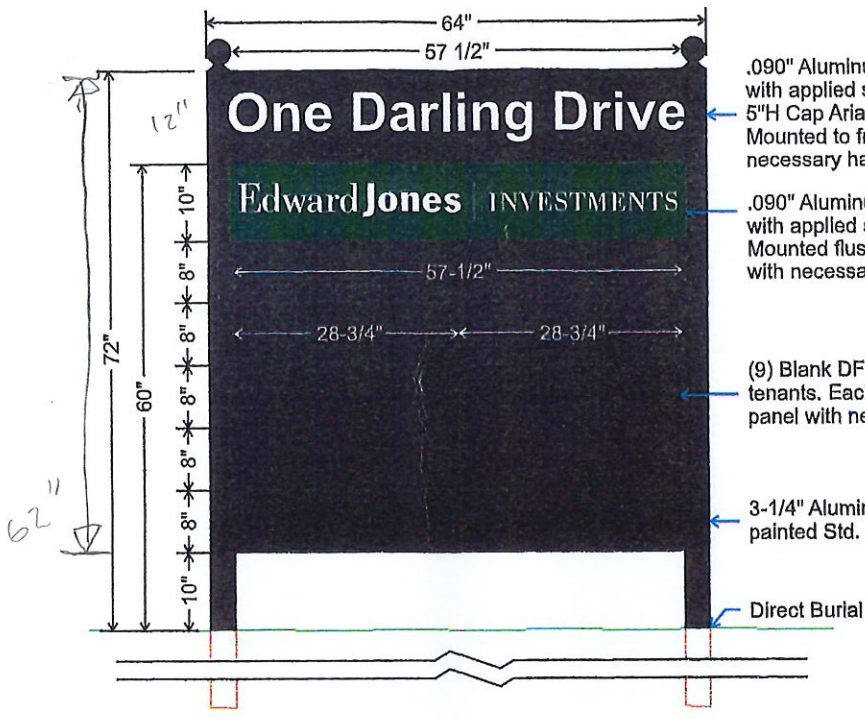 64"
57 1/2"
12"
One Darling Drive
Edward Jones | INVESTMENTS
57-1/2"
28-3/4" 28-3/4"
72"
60"
10"
8"
8"
8"
8"
8"
10"
62"
.090" Aluminu
with applied s
5"H Cap Aria
Mounted to fr
necessary ha
.090" Aluminu
with applied s
Mounted flus
with necessa
(9) Blank DF
tenants. Eac
panel with ne
3-1/4" Alumin
painted Std.
Direct Burial